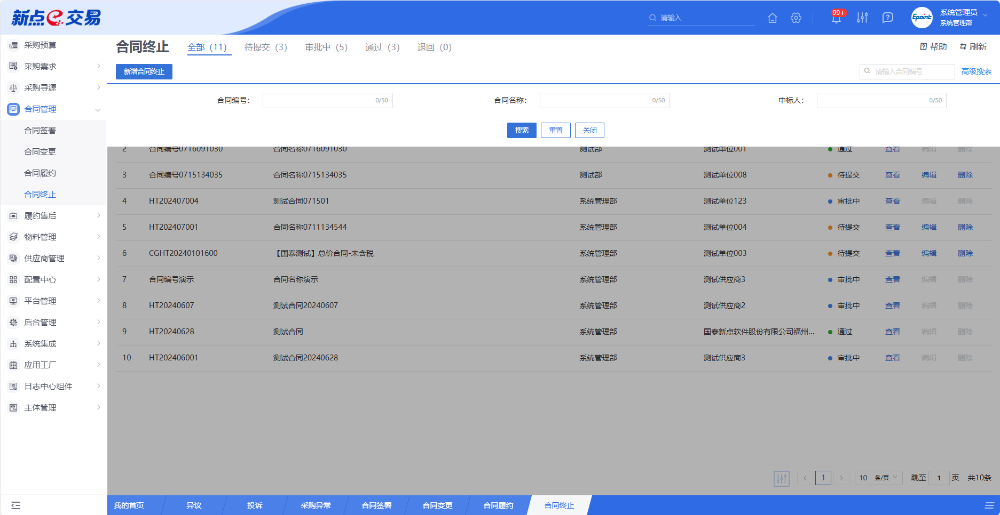 新点e交易
请输入
99+
Epoint
系统管理员
系统管理部
采购预算
采购需求
采购寻源
合同管理
合同签署
合同变更
合同履约
合同终止
履约售后
物料管理
供应商管理
配置中心
平台管理
后台管理
系统集成
应用工厂
日志中心组件
主体管理
合同终止 全部（11） 待提交（3） 审批中（5） 通过（3） 退回（0） 帮助 刷新
新增合同终止 请输入合同编号 高级搜索
合同编号： 0/50 合同名称： 0/50 中标人： 0/50
搜索 重置 关闭
2 合同编号0716091030 合同名称0716091030 测试部 测试单位001 通过 查看 编辑 删除
3 合同编号0715134035 合同名称0715134035 测试部 测试单位008 待提交 查看 编辑 删除
4 HT202407004 测试合同071501 系统管理部 测试单位123 审批中 查看 编辑 删除
5 HT202407001 合同名称0711134544 系统管理部 测试单位004 待提交 查看 编辑 删除
6 CGHT20240101600 【国泰测试】总价合同-未含税 系统管理部 测试单位003 待提交 查看 编辑 删除
7 合同编号演示 合同名称演示 系统管理部 测试供应商3 审批中 查看 编辑 删除
8 HT20240607 测试合同20240607 系统管理部 测试供应商2 审批中 查看 编辑 删除
9 HT20240628 测试合同 系统管理部 国泰新点软件股份有限公司福州... 通过 查看 编辑 删除
10 HT202406001 测试合同20240628 系统管理部 测试供应商3 审批中 查看 编辑 删除
1 10 条/页 跳至 1 页 共10条
我的首页 异议 投诉 采购异常 合同签署 合同变更 合同履约 合同终止